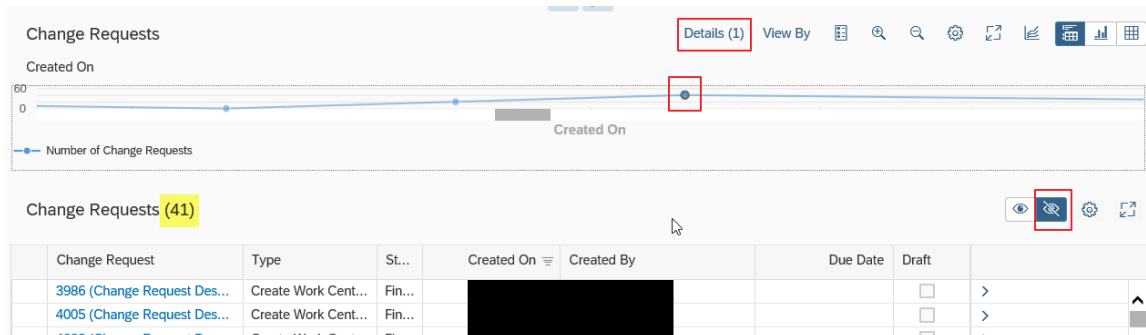 Change Requests
Details (1) View By
Created On
60
0
Created On
Number of Change Requests
Change Requests (41)
Change Request Type St... Created On Created By Due Date Draft
3986 (Change Request Des... Create Work Cent... Fin...
4005 (Change Request Des... Create Work Cent... Fin...